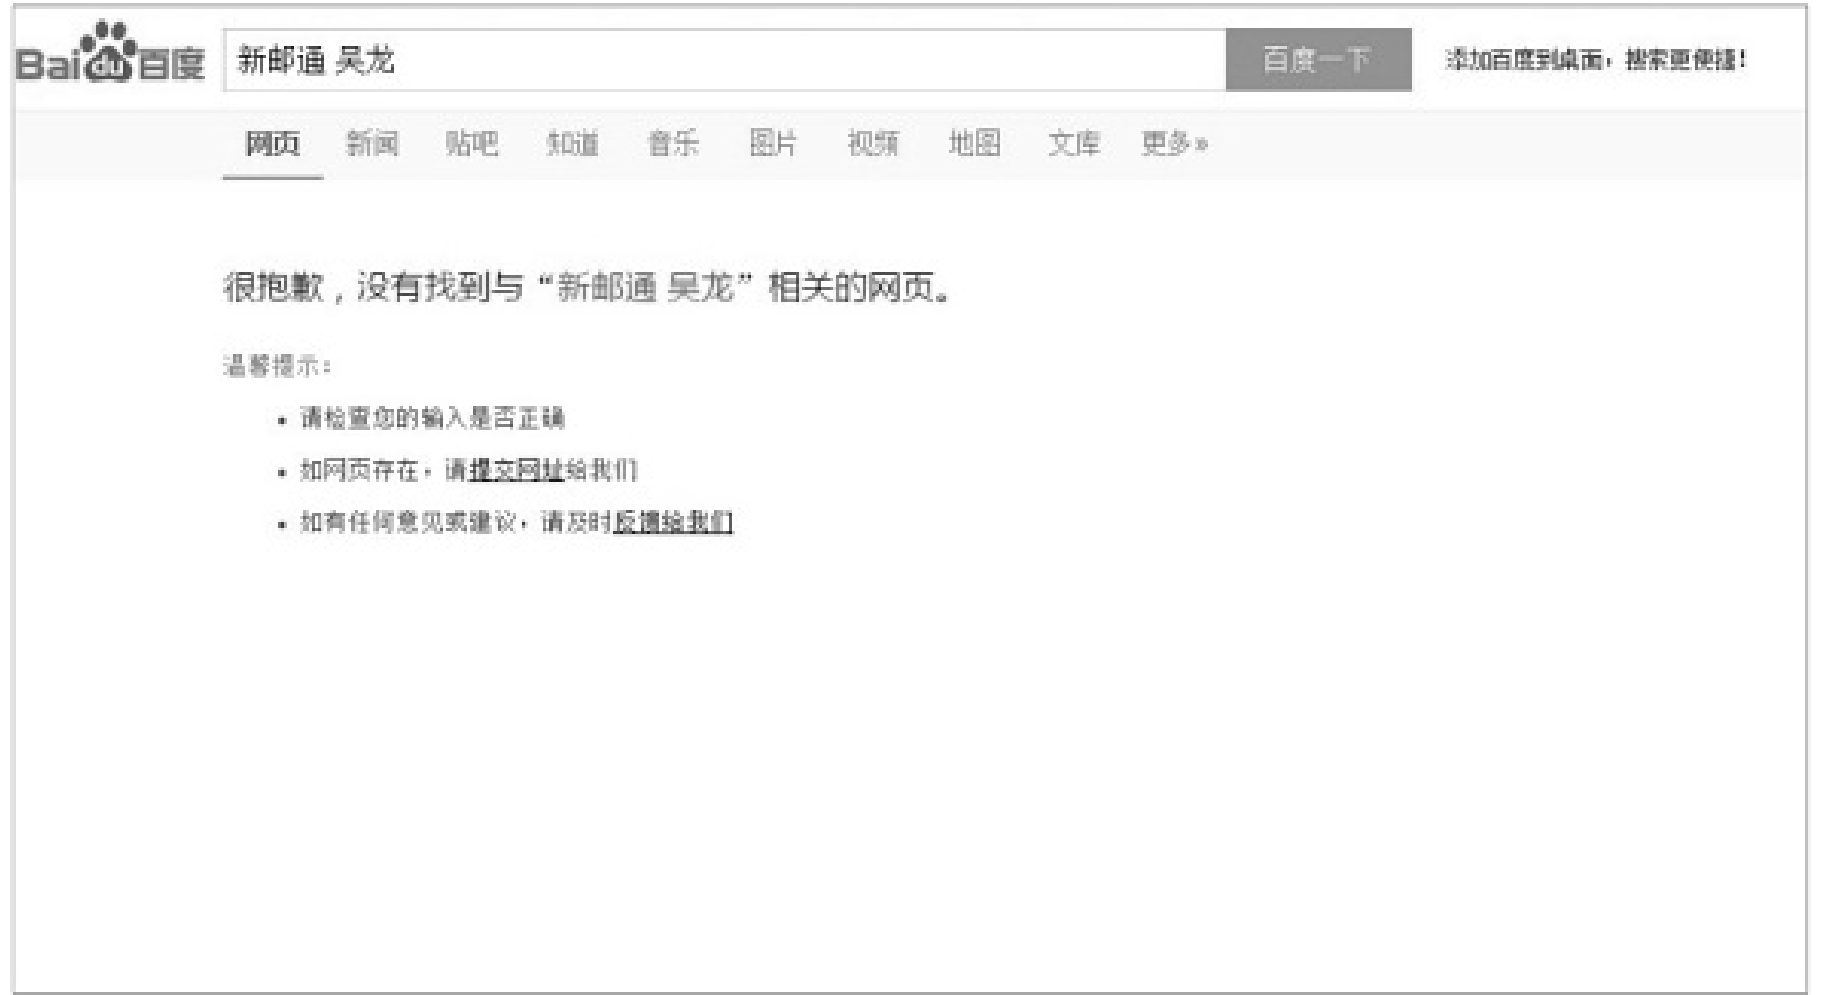 Bai du 百度 新邮通 吴龙 百度一下 添加百度到桌面，搜索更便捷！
网页 新闻 贴吧 知道 音乐 图片 视频 地图 文库 更多»
很抱歉，没有找到与“新邮通 吴龙”相关的网页。
温馨提示：
• 请检查您的输入是否正确
• 如网页存在，请提交网址给我们
• 如有任何意见或建议，请及时反馈给我们